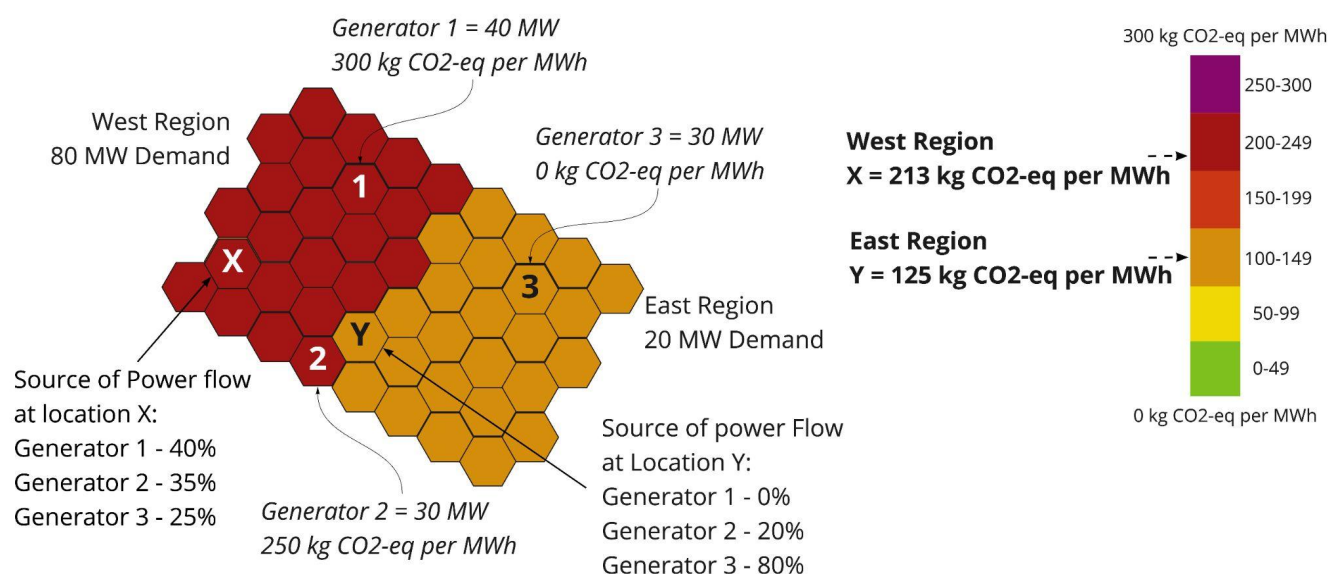 Generator 1 = 40 MW
300 kg CO2-eq per MWh
West Region
80 MW Demand
Generator 3 = 30 MW
0 kg CO2-eq per MWh
1
X
3
Y
2
East Region
20 MW Demand
Source of Power flow
at location X:
Generator 1 - 40%
Generator 2 - 35%
Generator 3 - 25%
Generator 2 = 30 MW
250 kg CO2-eq per MWh
Source of power Flow
at Location Y:
Generator 1 - 0%
Generator 2 - 20%
Generator 3 - 80%
West Region
X = 213 kg CO2-eq per MWh
East Region
Y = 125 kg CO2-eq per MWh
300 kg CO2-eq per MWh
250-300
200-249
150-199
100-149
50-99
0-49
0 kg CO2-eq per MWh